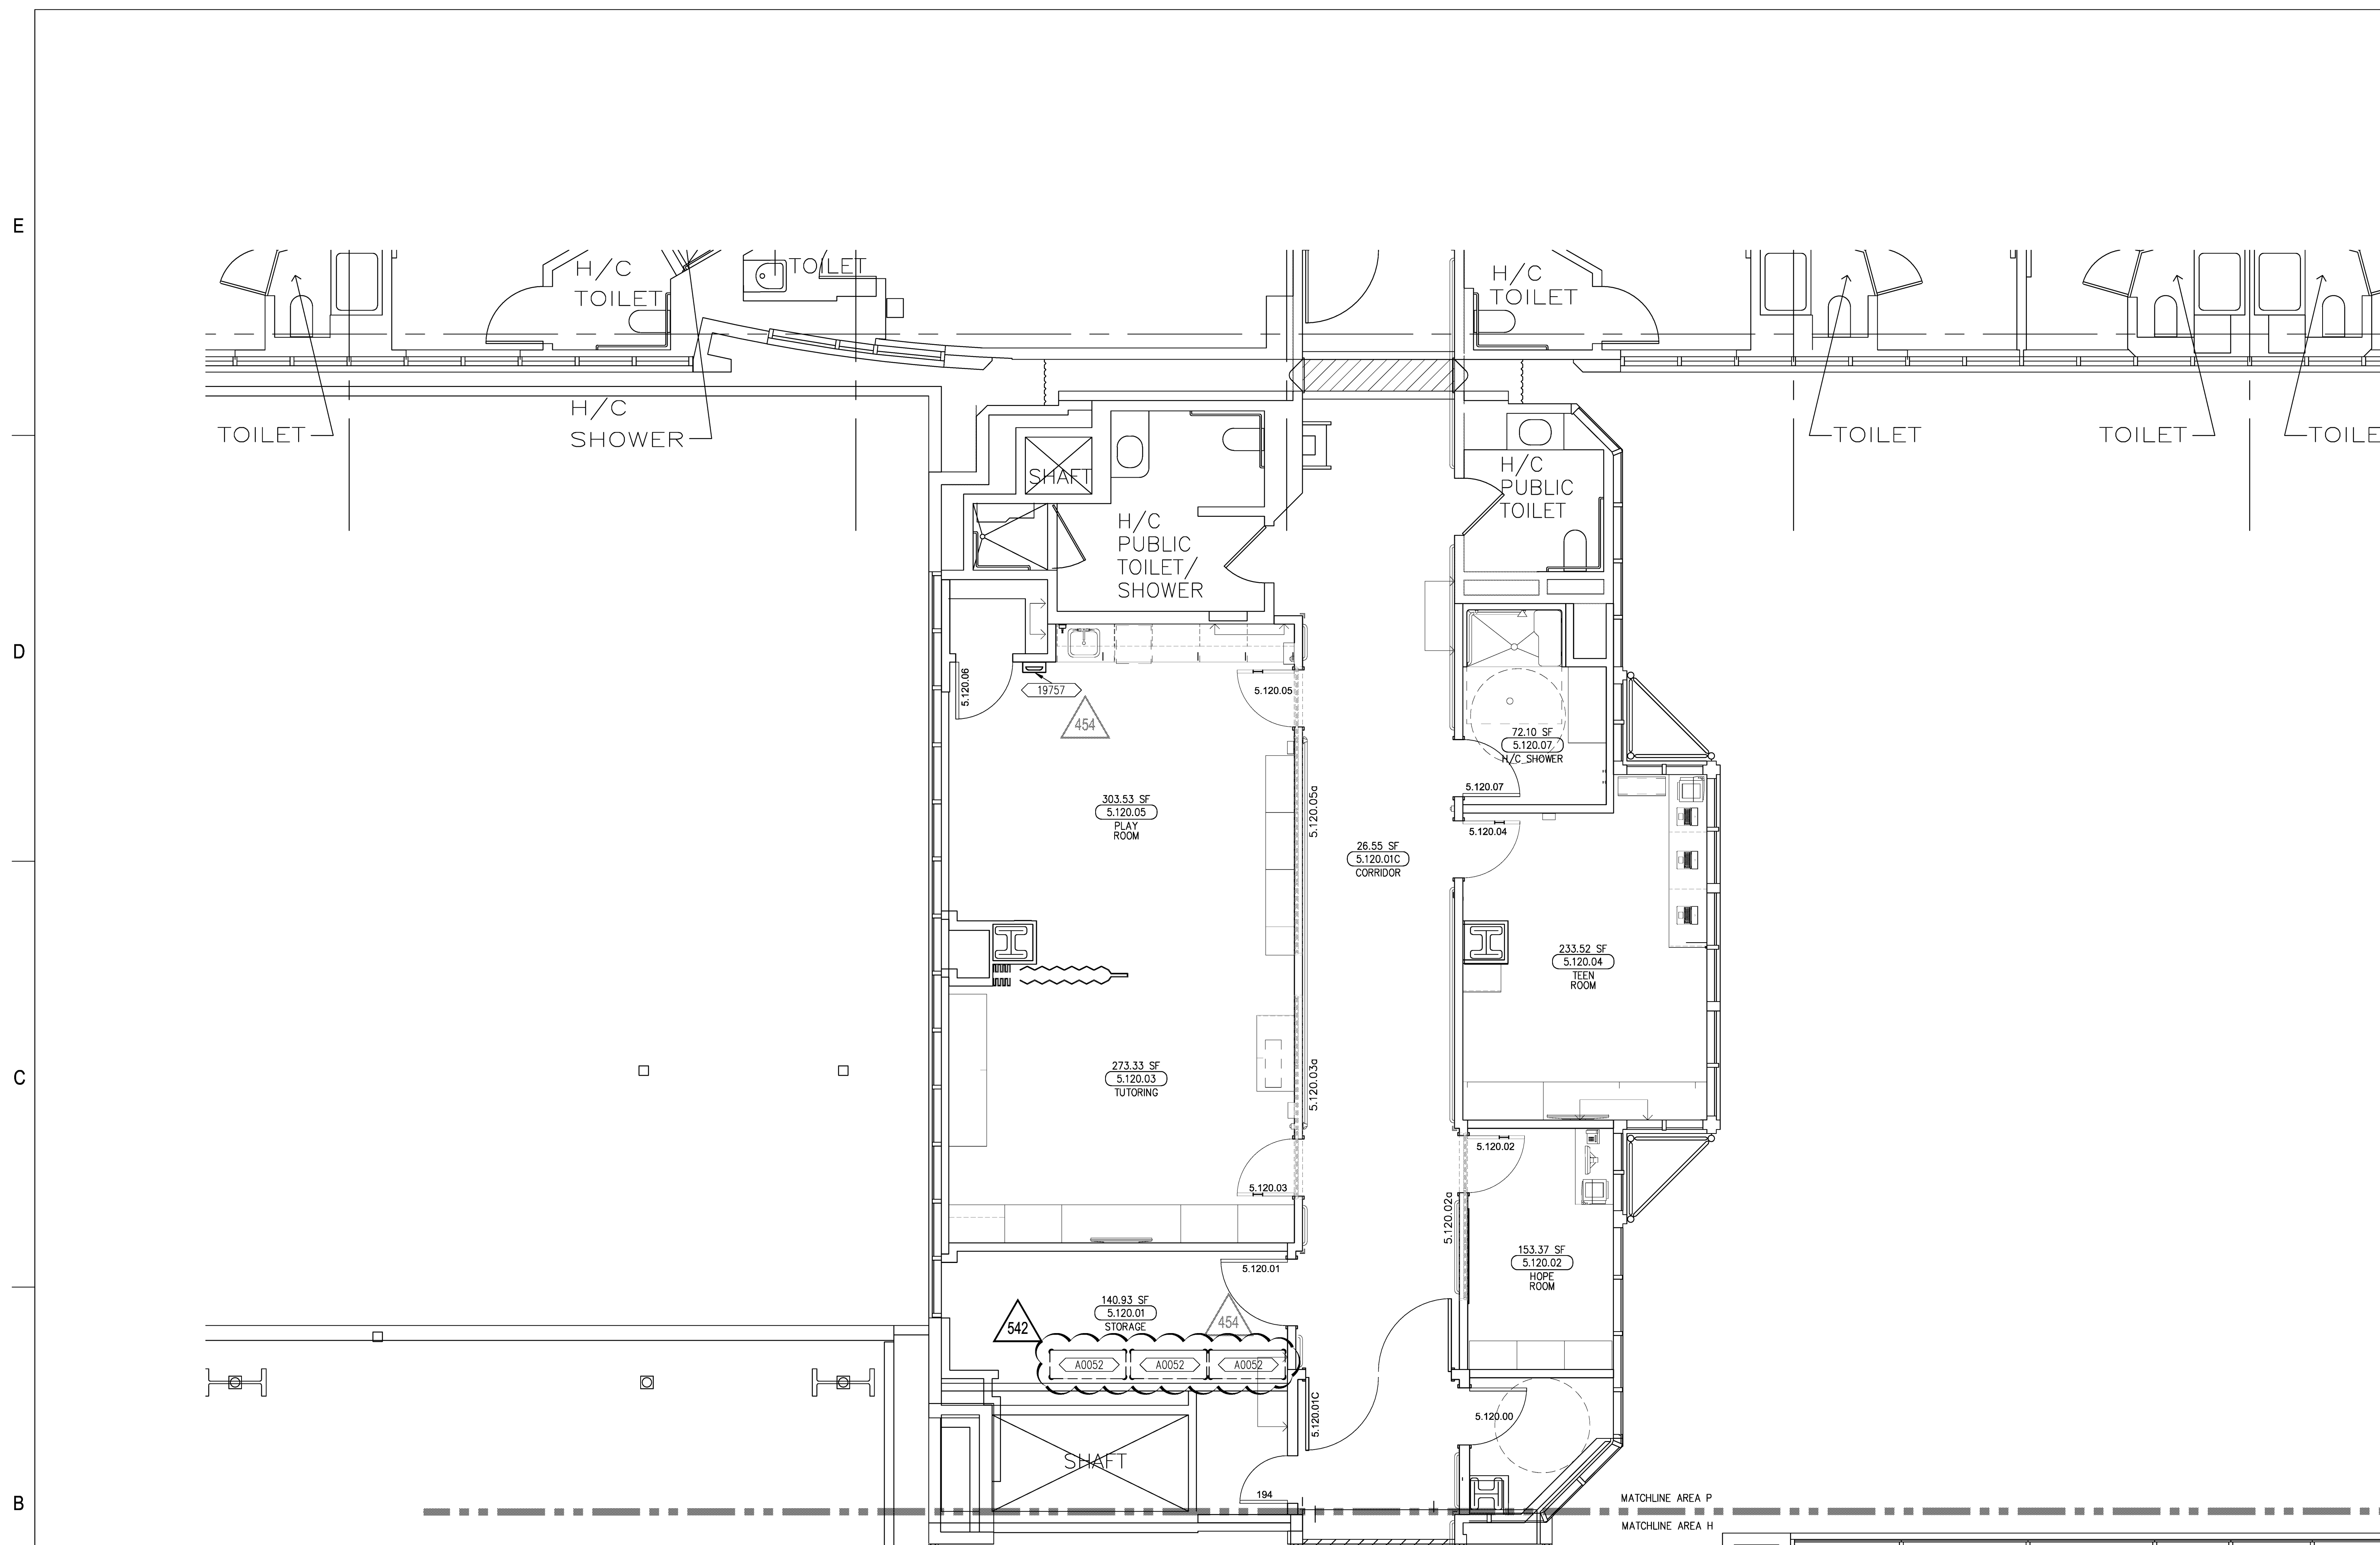 E
H/C
TOILET
TOILET
H/C
TOILET
TOILET
H/C
SHOWER
TOILET
TOILET
TOILE
SHAFT
H/C
PUBLIC
TOILET
H/C
PUBLIC
TOILET/
SHOWER
D
5.120.06
19757
454
5.120.05
72.10 SF
5.120.07
H/C SHOWER
5.120.07
303.53 SF
5.120.05
PLAY
ROOM
5.120.05a
5.120.04
26.55 SF
5.120.01C
CORRIDOR
233.52 SF
5.120.04
TEEN
ROOM
C
273.33 SF
5.120.03
TUTORING
5.120.03a
5.120.02
5.120.03
5.120.02a
153.37 SF
5.120.02
HOPE
ROOM
5.120.01
140.93 SF
5.120.01
STORAGE
542
454
A0052
A0052
A0052
5.120.01C
5.120.00
SHAFT
194
B
MATCHLINE AREA P
MATCHLINE AREA H